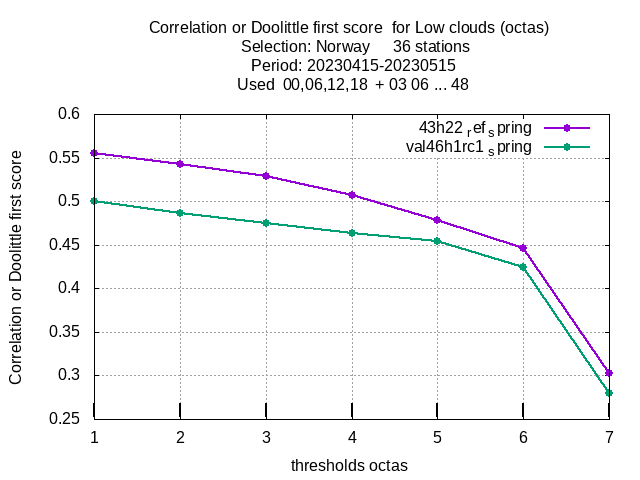 Correlation or Doolittle first score  for Low clouds (octas)
Selection: Norway     36 stations
Period: 20230415-20230515
Used  00,06,12,18  + 03 06 ... 48
0.6
0.55
0.5
0.45
0.4
0.35
0.3
0.25
Correlation or Doolittle first score
43h22 ref spring
val46h1rc1 spring
1 2 3 4 5 6 7
thresholds octas